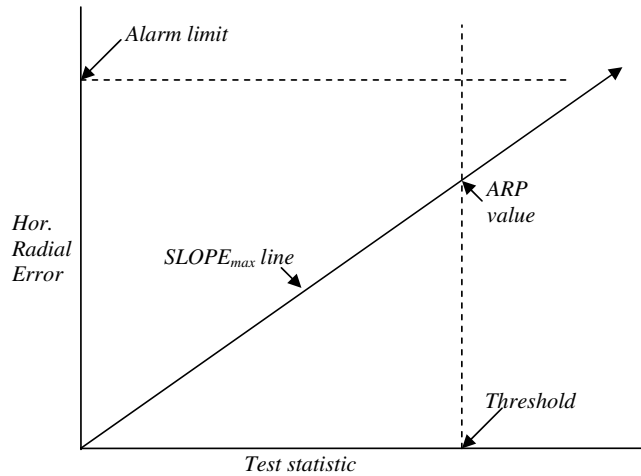 Alarm limit
ARP
value
Hor.
Radial
Error
SLOPEmax line
Threshold
Test statistic